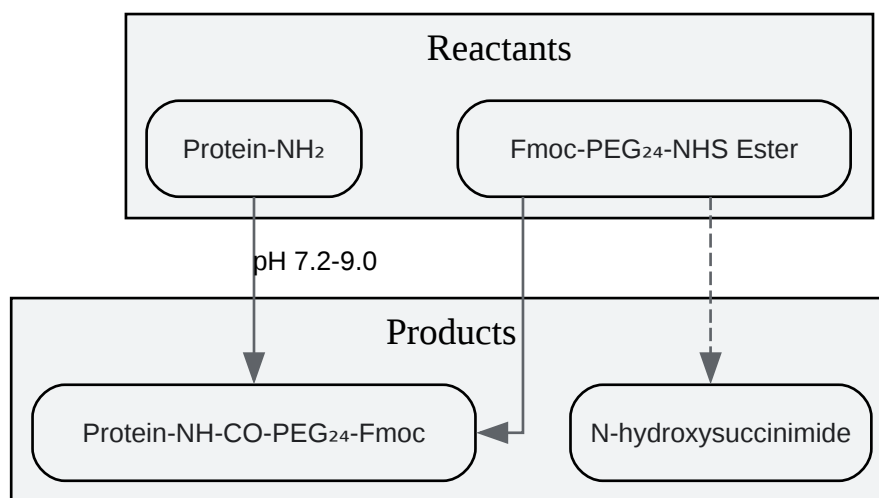 Reactants
Protein-NH₂
Fmoc-PEG₂₄-NHS Ester
pH 7.2-9.0
Products
Protein-NH-CO-PEG₂₄-Fmoc
N-hydroxysuccinimide